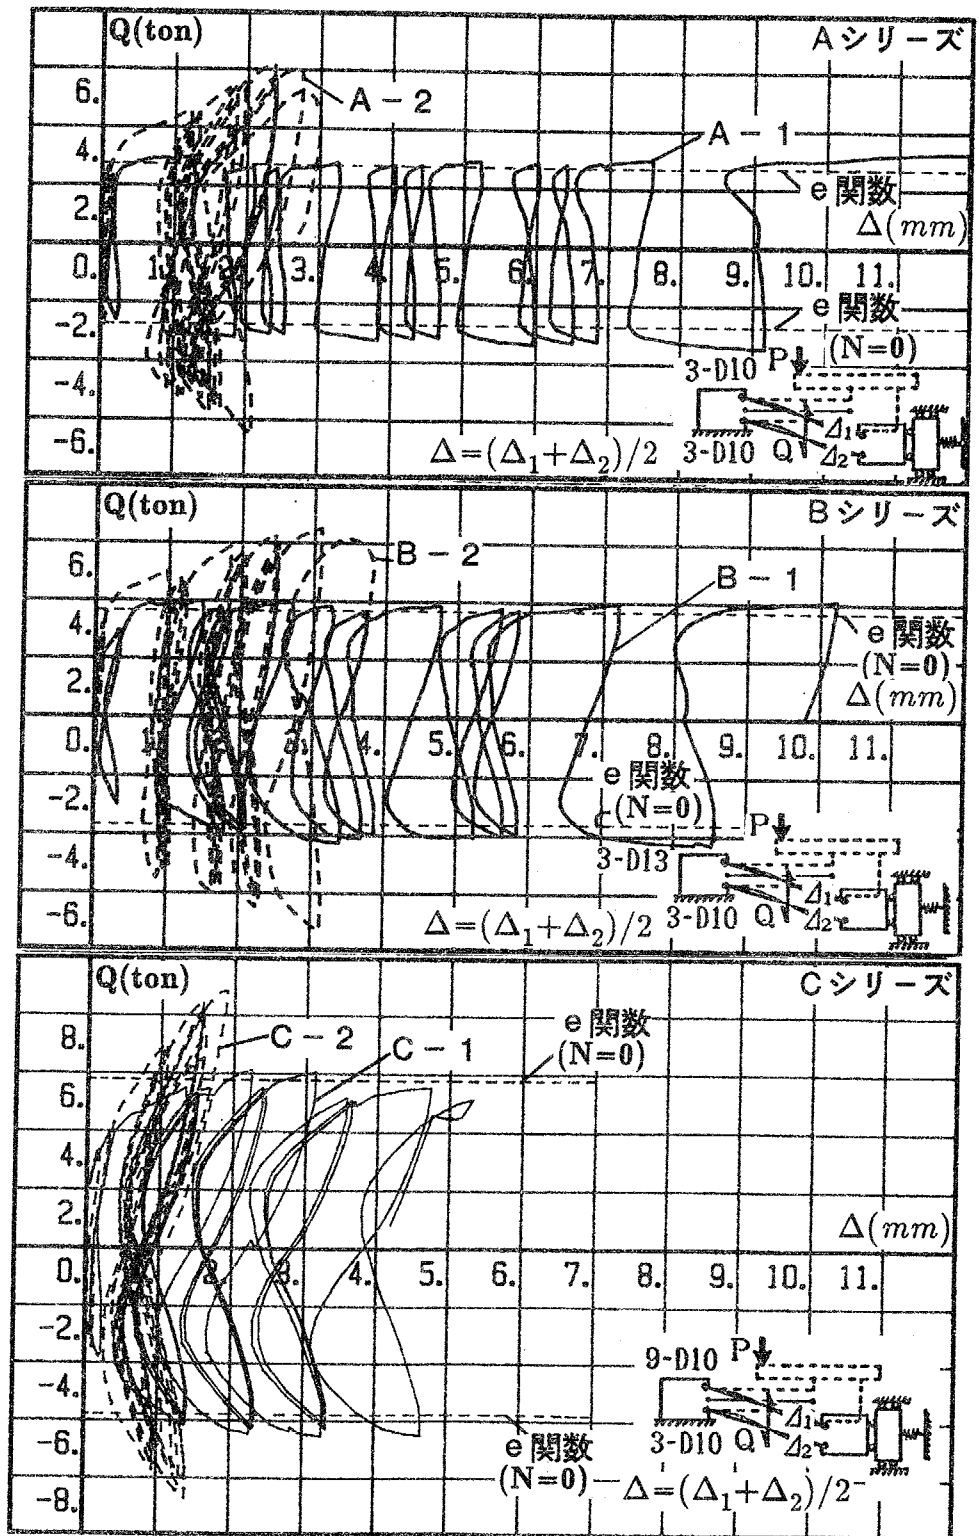 Q(ton)
Aシリーズ
6.
A-2
4.
A-1
e関数
2.
Δ(mm)
0. 1. 2. 3. 4. 5. 6. 7. 8. 9. 10. 11.
e関数
(N=0)
-2.
P
3-D10
-4.
Δ1
3-D10 Q Δ2
-6.
Δ=(Δ1+Δ2)/2
Q(ton)
Bシリーズ
6.
B-2
B-1
4.
e関数
(N=0)
2.
Δ(mm)
0. 4. 5. 6. 7. 8. 9. 10. 11.
e関数
(N=0)
-2.
P
-4.
3-D13
Δ1
3-D10 Q Δ2
-6.
Δ=(Δ1+Δ2)/2
Q(ton)
Cシリーズ
8.
C-2
C-1
e関数
(N=0)
6.
4.
2.
Δ(mm)
0. 2. 3. 4. 5. 6. 7. 8. 9. 10. 11.
-2.
9-D10 P
-4.
Δ1
3-D10 Q Δ2
-6.
e関数
(N=0)
Δ=(Δ1+Δ2)/2
-8.